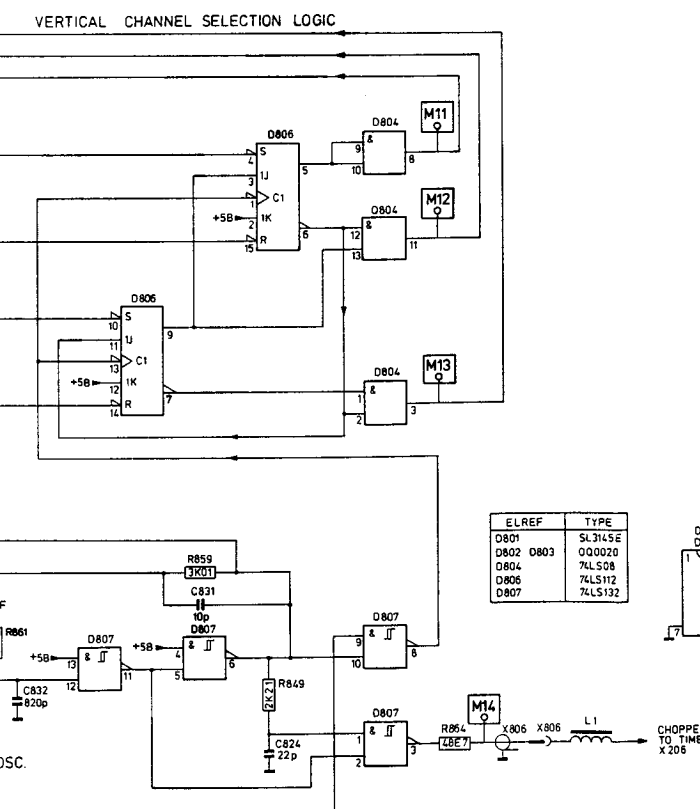 VERTICAL CHANNEL SELECTION LOGIC
M11
D806
D804
S
4
1J
3
C1
1
+5B
1K
2
R
15
5
6
&
9
10
8
M12
D804
&
12
13
11
D806
S
10
1J
11
C1
13
+5B
1K
12
R
14
9
7
M13
D804
&
1
2
3
ELREF TYPE
D801 SL3145E
D802 D803 OQ0020
D804 74LS08
D806 74LS112
D807 74LS132
1
7
R859
3K01
C831
10p
F
R861
D807
+5B
13
&
12
11
D807
+5B
4
&
5
6
C832
820p
R849
2K21
C824
22p
D807
9
&
10
8
D807
&
1
2
3
M14
R864
48E7
X806
X806
L1
CHOPPE
TO TIME
X206
OSC.